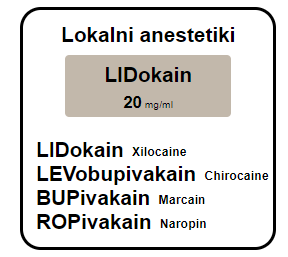 Lokalni anestetiki
LIDokain
20 mg/ml
LIDokain Xilocaine
LEVobupivakain Chirocaine
BUPivakain Marcain
ROPivakain Naropin